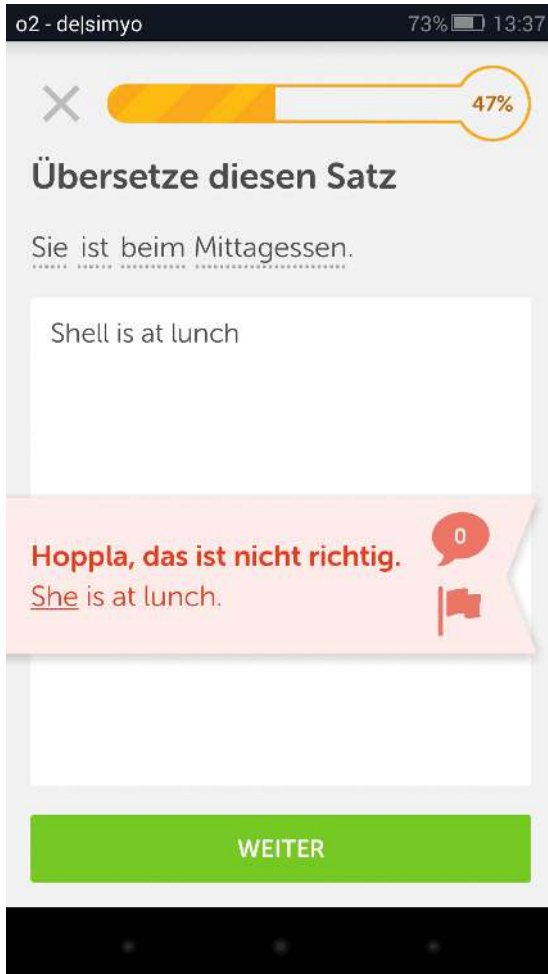 o2 - de|simyo 73% 13:37
47%
Übersetze diesen Satz
Sie ist beim Mittagessen.
Shell is at lunch
0
Hoppla, das ist nicht richtig.
She is at lunch.
WEITER